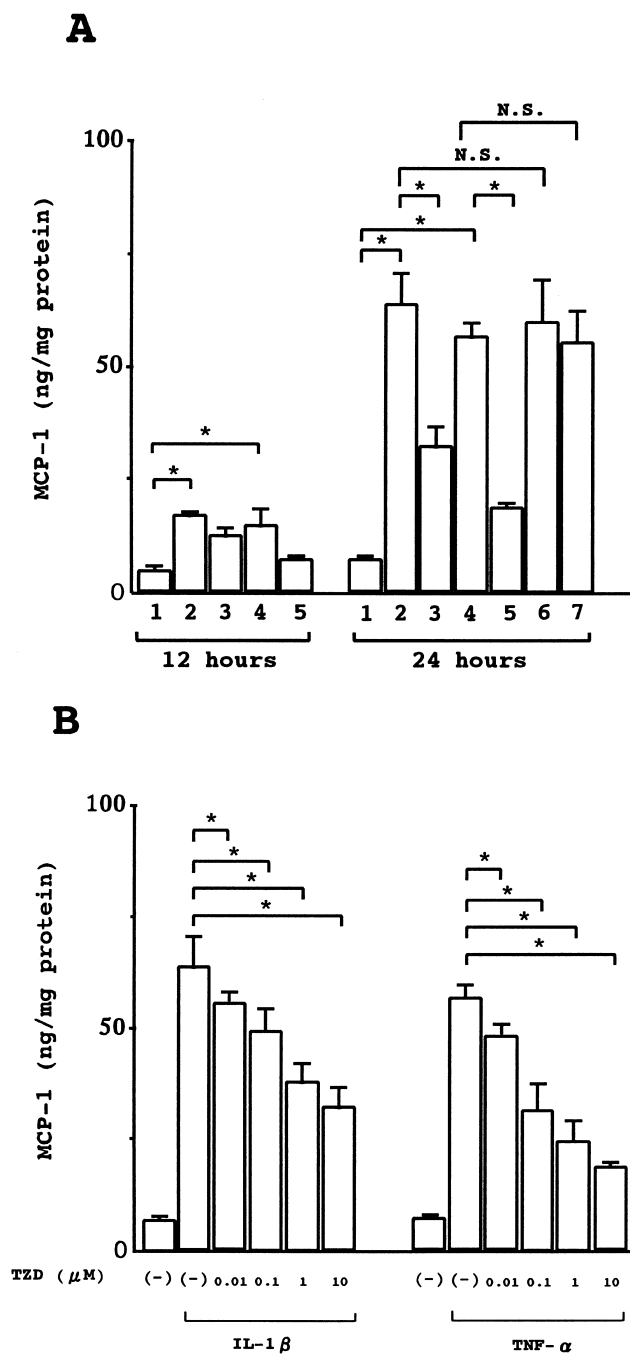 A
N.S.
100
N.S.
* *
*
*
MCP-1 (ng/mg protein)
50
*
*
0
1 2 3 4 5 1 2 3 4 5 6 7
12 hours 24 hours
B
100
*
*
*
*
*
*
*
*
MCP-1 (ng/mg protein)
50
0
TZD (μM) (-) (-) 0.01 0.1 1 10 (-) (-) 0.01 0.1 1 10
IL-1β TNF-α